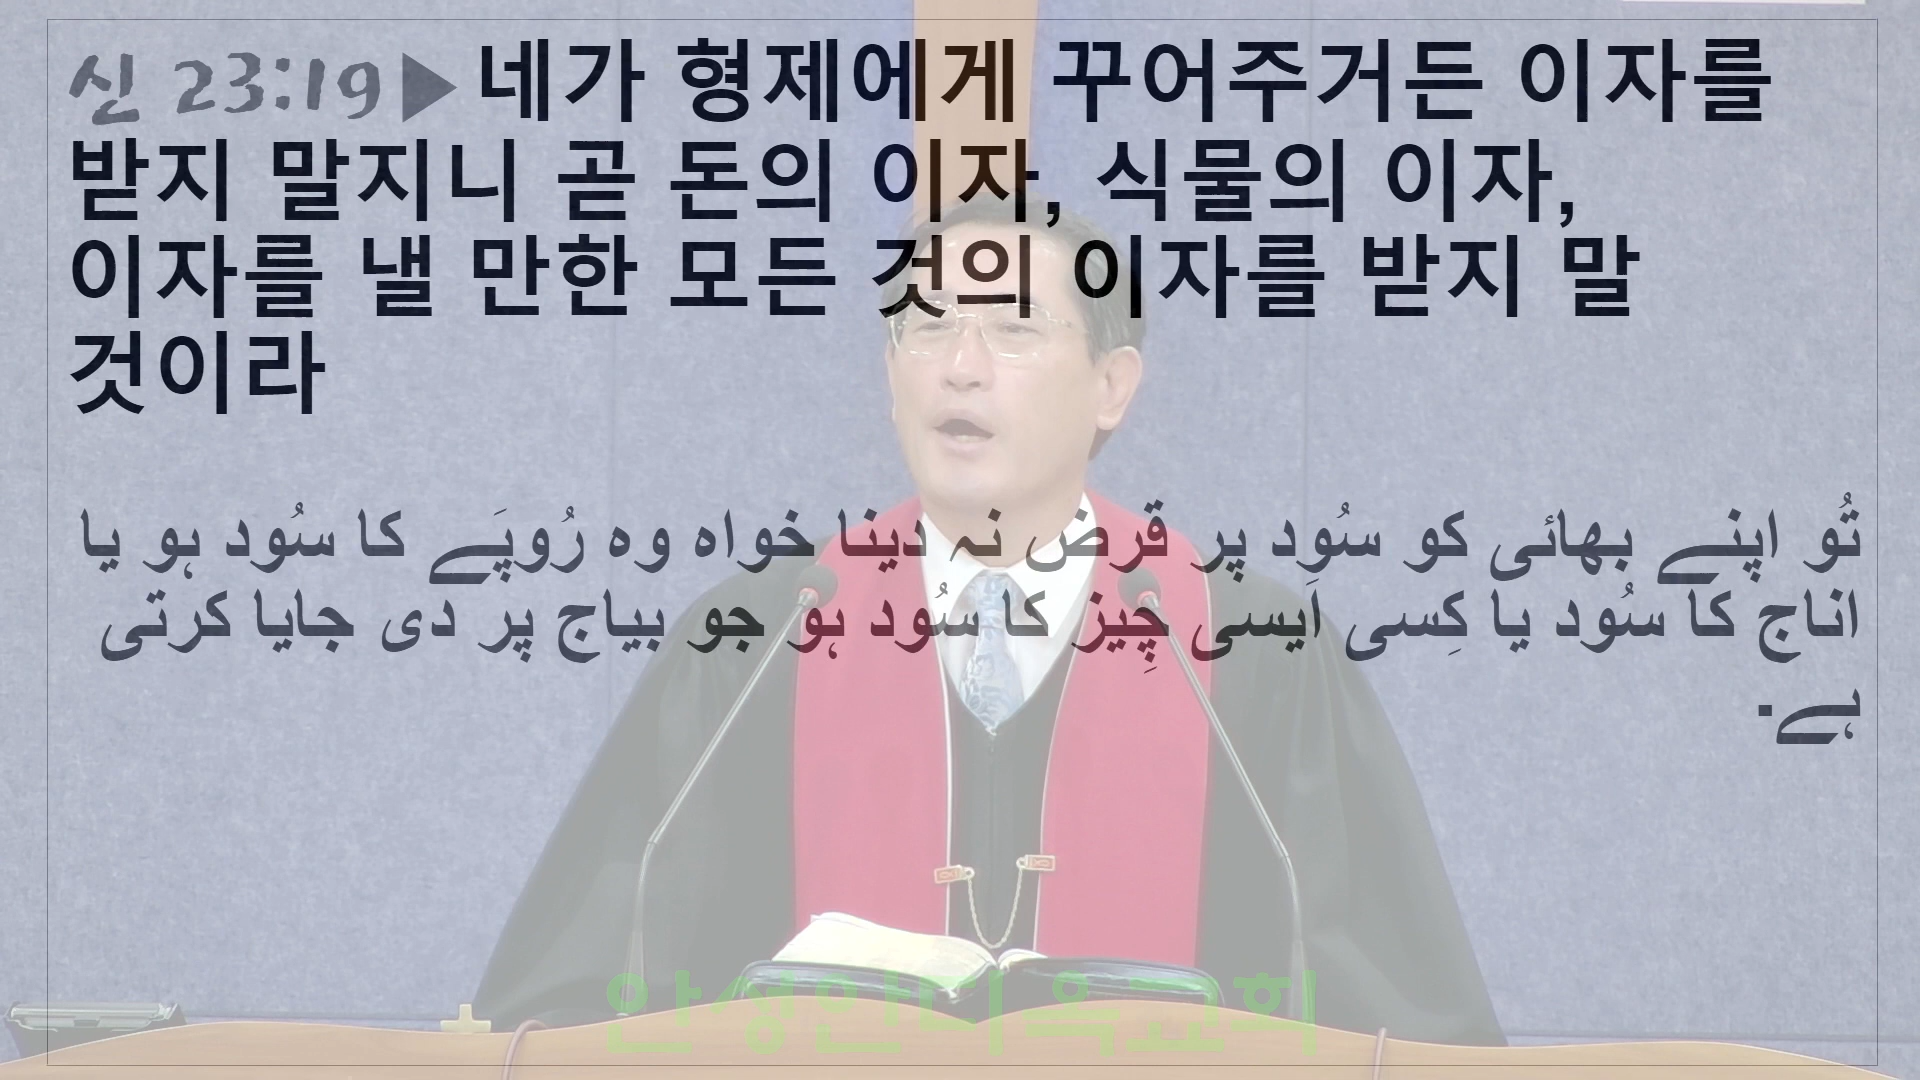 신 23:19▶네가 형제에게 꾸어주거든 이자를
받지 말지니 곧 돈의 이자, 식물의 이자,
이자를 낼 만한 모든 것의 이자를 받지 말
것이라
تُو اپنے بھائی کو سُود پر قرض نہ دینا خواہ وہ رُوپَے کا سُود ہو یا
اناج کا سُود یا کِسی اَیسی چِیز کا سُود ہو جو بیاج پر دی جایا کرتی
ہے۔
안성안디옥교회